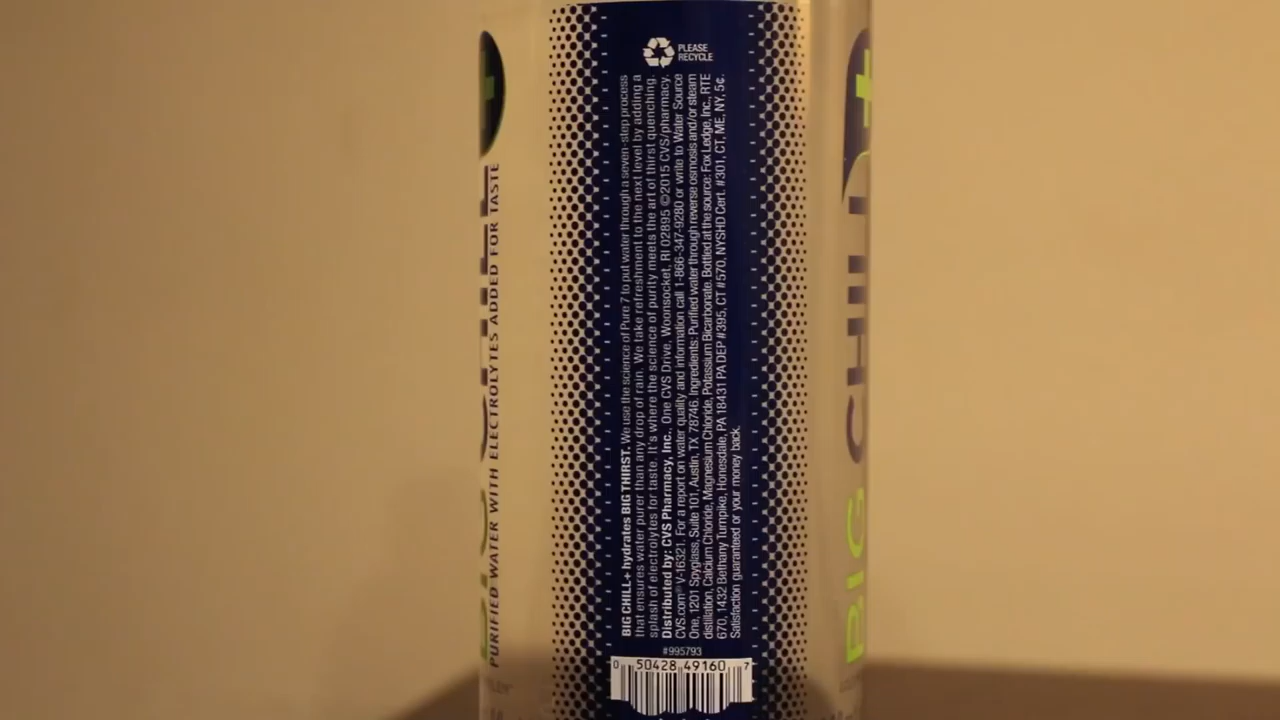 PLEASE
RECYCLE
BIG CHILL+ hydrates BIG THIRST. We use the science of Pure 7 to put water through a seven-step process
that ensures water purer than any drop of rain. We take refreshment to the next level by adding a
splash of electrolytes for taste. It's where the science of purity meets the art of thirst quenching.
Distributed by: CVS Pharmacy, Inc., One CVS Drive, Woonsocket, RI 02895 ©2015 CVS/pharmacy.
CVS.com® V-16321. For a report on water quality and information call 1-866-347-9280 or write to Water Source
One, 1201 Spyglass, Suite 101, Austin, TX 78746. Ingredients: Purified water through reverse osmosis and/or steam
distillation, Calcium Chloride, Magnesium Chloride, Potassium Bicarbonate. Bottled at the source: Fox Ledge, Inc., RTE
670, 1432 Bethany Turnpike, Honesdale, PA 18431 PA DEP #395, CT #570, NYSHD Cert. #301, CT, ME, NY, 5¢.
Satisfaction guaranteed or your money back.
#995793
0 50428 49160 7
PURIFIED WATER WITH ELECTROLYTES ADDED FOR TASTE
BIG CHILL+